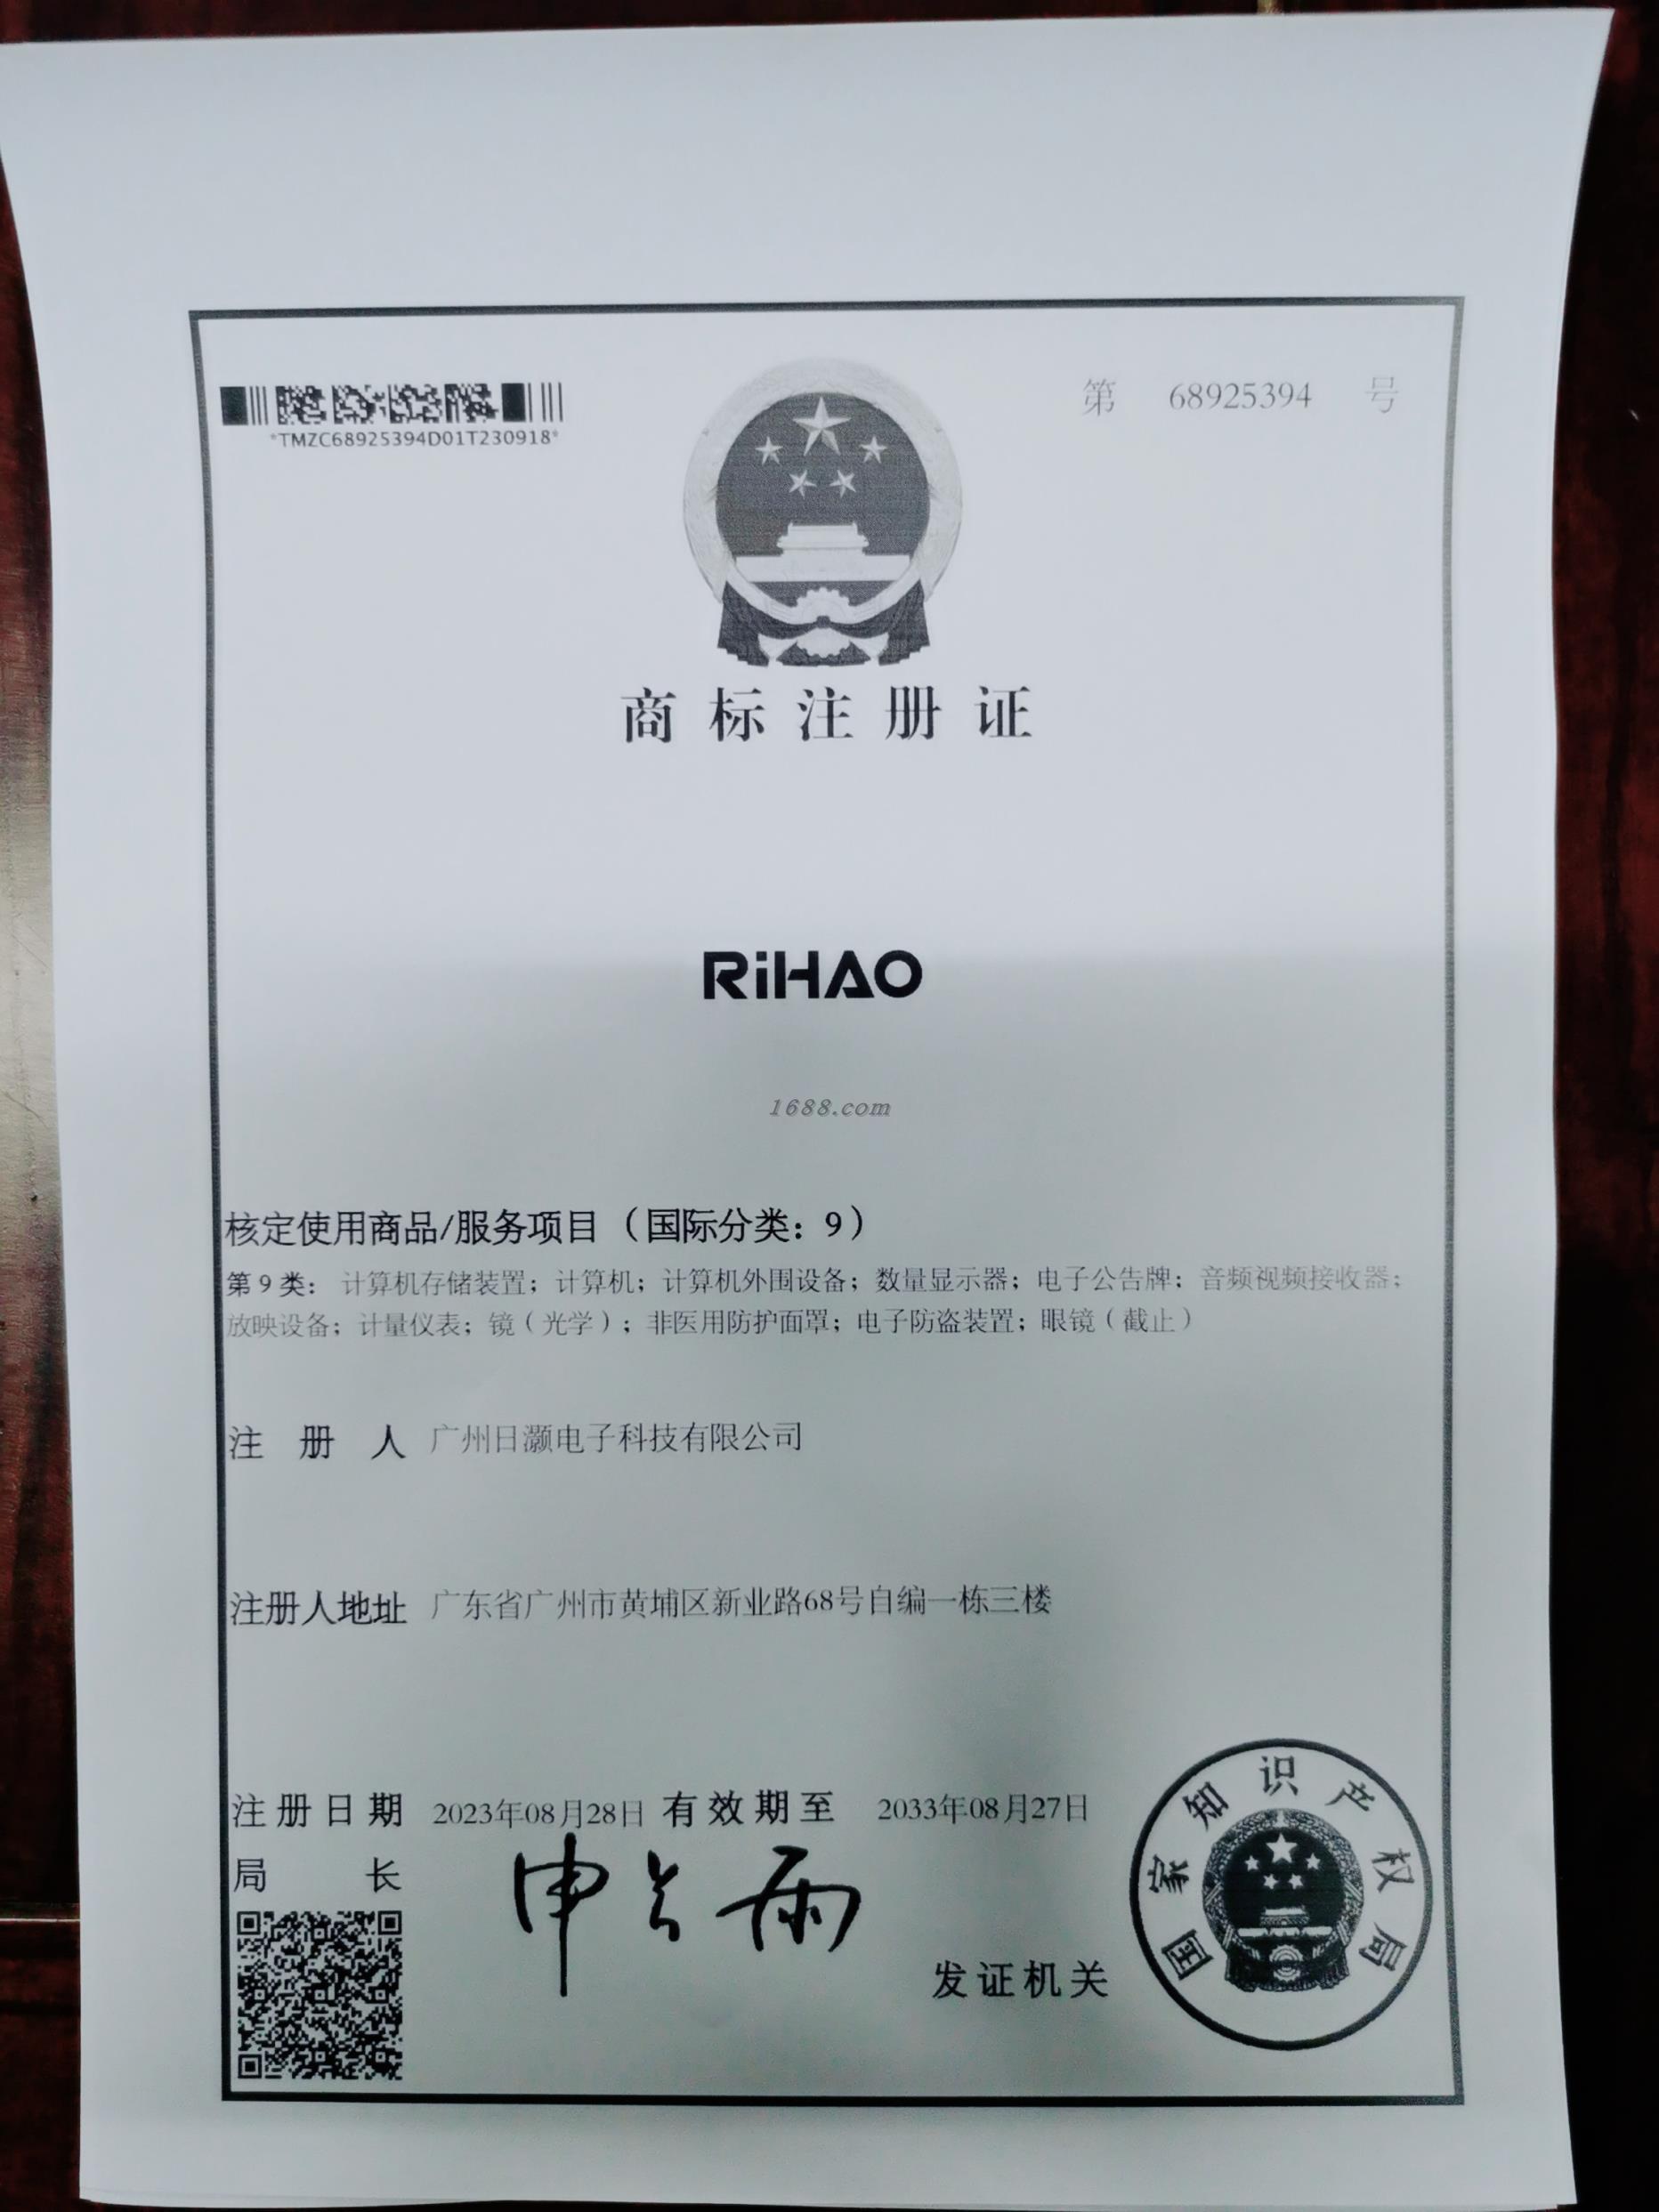 第 68925394 号
*TMZC68925394D01T230918*
商标注册证
RiHAO
1688.com
核定使用商品/服务项目（国际分类：9）
第9类：计算机存储装置；计算机；计算机外围设备；数量显示器；电子公告牌；音频视频接收器；
放映设备；计量仪表；镜（光学）；非医用防护面罩；电子防盗装置；眼镜（截止）
注册人 广州日灏电子科技有限公司
注册人地址 广东省广州市黄埔区新业路68号自编一栋三楼
注册日期 2023年08月28日 有效期至 2033年08月27日
局长 申长雨
发证机关
国家知识产权局